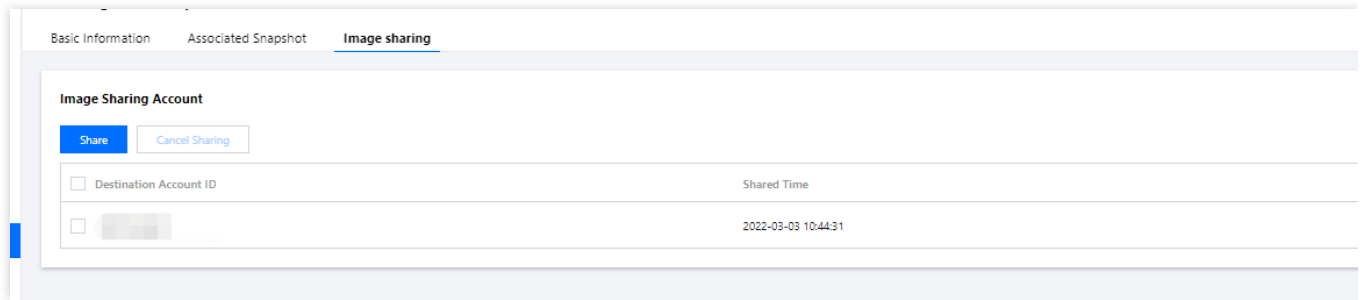 Basic Information Associated Snapshot Image sharing
Image Sharing Account
Share Cancel Sharing
Destination Account ID Shared Time
2022-03-03 10:44:31